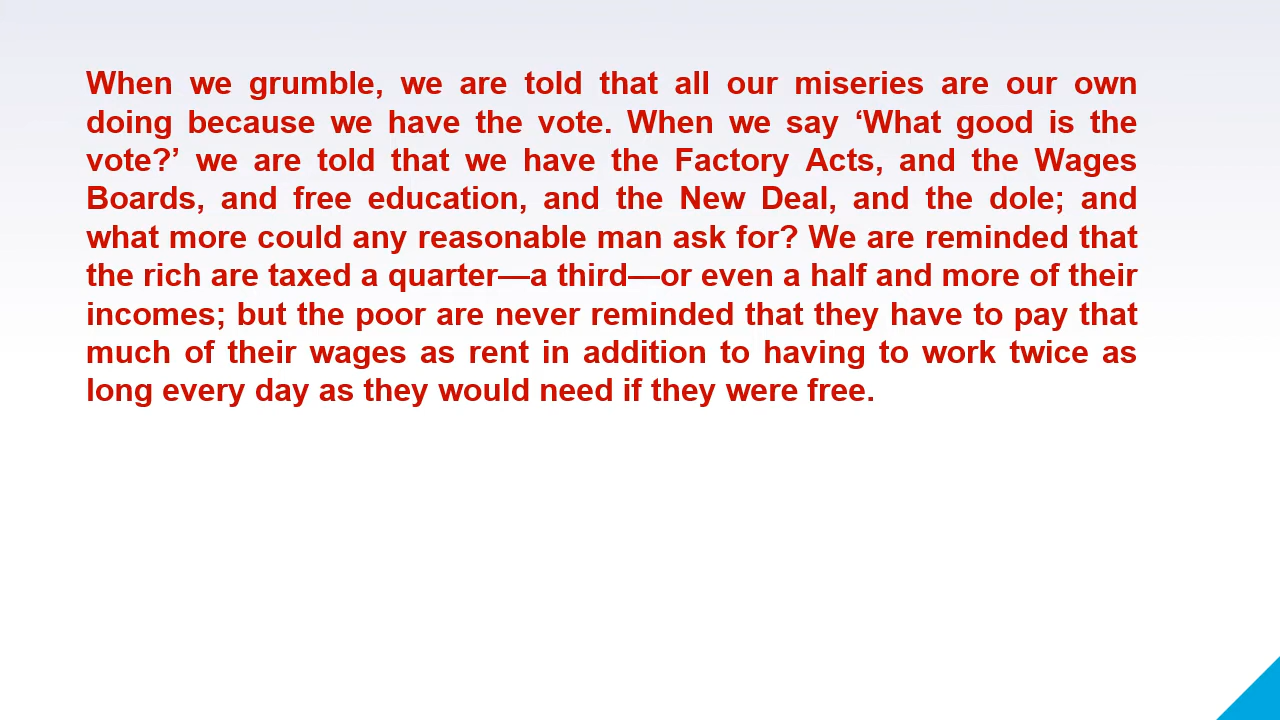 When we grumble, we are told that all our miseries are our own
doing because we have the vote. When we say ‘What good is the
vote?’ we are told that we have the Factory Acts, and the Wages
Boards, and free education, and the New Deal, and the dole; and
what more could any reasonable man ask for? We are reminded that
the rich are taxed a quarter—a third—or even a half and more of their
incomes; but the poor are never reminded that they have to pay that
much of their wages as rent in addition to having to work twice as
long every day as they would need if they were free.